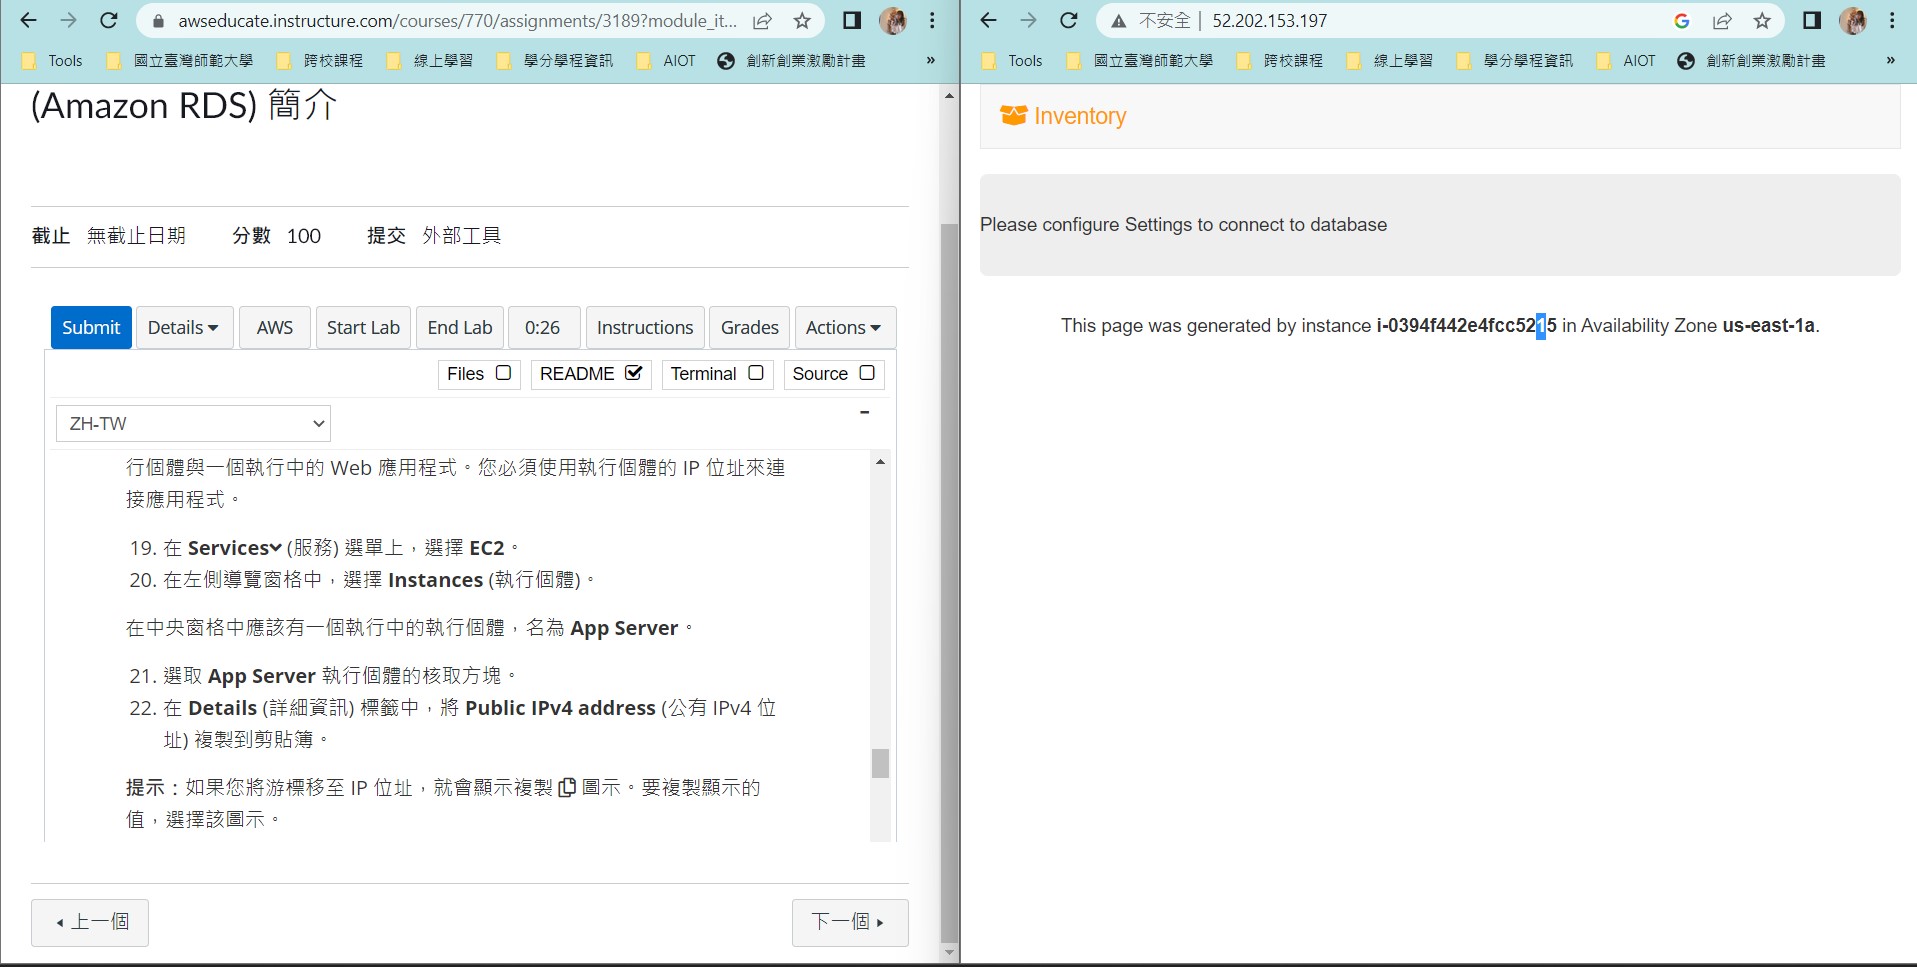 awseducate.instructure.com/courses/770/assignments/3189?module_it...
Tools 國立臺灣師範大學 跨校課程 線上學習 學分學程資訊 AIOT 創新創業激勵計畫 »
(Amazon RDS) 簡介
截止 無截止日期 分數 100 提交 外部工具
Submit Details AWS Start Lab End Lab 0:26 Instructions Grades Actions
Files README Terminal Source
ZH-TW
行個體與一個執行中的 Web 應用程式。您必須使用執行個體的 IP 位址來連
接應用程式。
19. 在 Services (服務) 選單上，選擇 EC2。
20. 在左側導覽窗格中，選擇 Instances (執行個體)。
在中央窗格中應該有一個執行中的執行個體，名為 App Server。
21. 選取 App Server 執行個體的核取方塊。
22. 在 Details (詳細資訊) 標籤中，將 Public IPv4 address (公有 IPv4 位
址) 複製到剪貼簿。
提示：如果您將游標移至 IP 位址，就會顯示複製 圖示。要複製顯示的
值，選擇該圖示。
上一個 下一個
不安全 | 52.202.153.197
Tools 國立臺灣師範大學 跨校課程 線上學習 學分學程資訊 AIOT 創新創業激勵計畫 »
Inventory
Please configure Settings to connect to database
This page was generated by instance i-0394f442e4fcc5215 in Availability Zone us-east-1a.